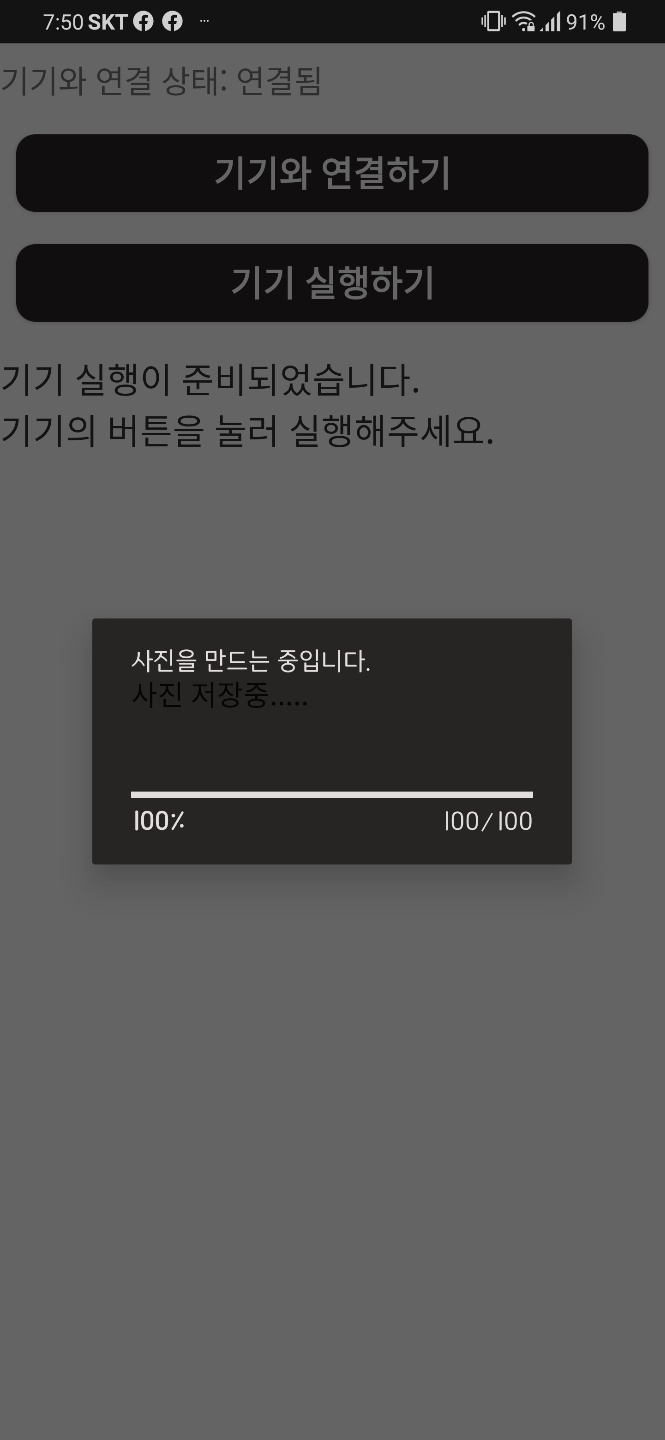 7:50 SKT ... 91%
기기와 연결 상태: 연결됨
기기와 연결하기
기기 실행하기
기기 실행이 준비되었습니다.
기기의 버튼을 눌러 실행해주세요.
사진을 만드는 중입니다.
사진 저장중.....
100% 100/100